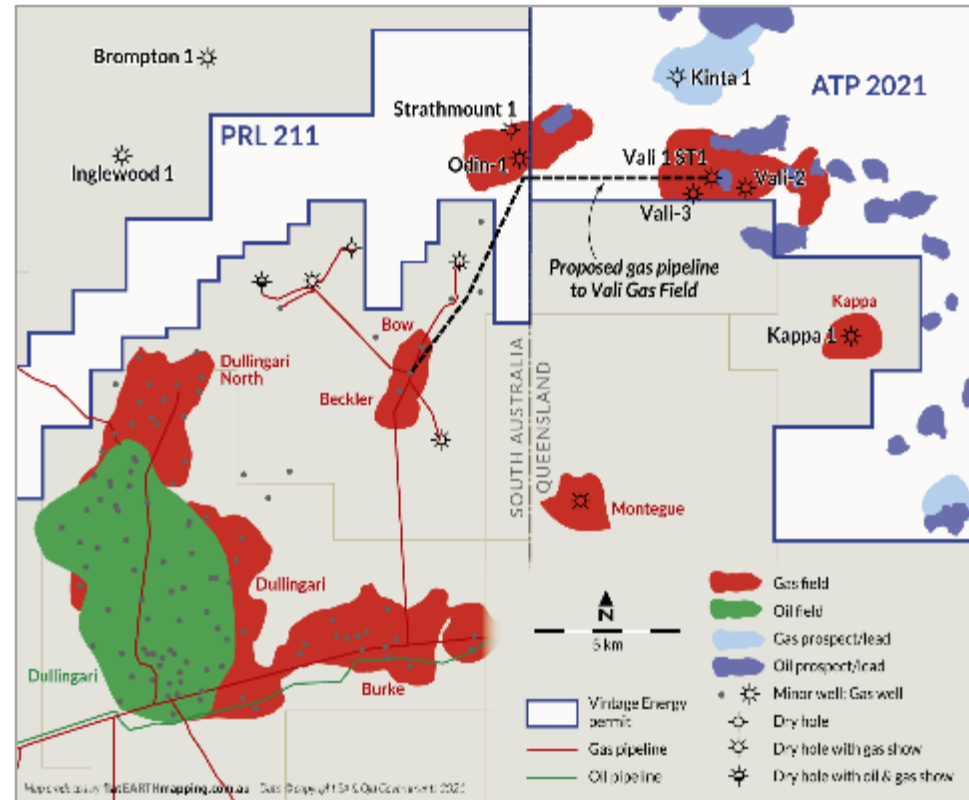 Brompton 1
Kinta 1
ATP 2021
Strathmount 1
PRL 211
Odin-1
Vali 1 ST1
Inglewood 1
Vali-2
Vali-3
Proposed gas pipeline
to Vali Gas Field
Kappa
Bow
Kappa 1
Dullingari
North
Beckler
SOUTH AUSTRALIA
QUEENSLAND
Montegue
Dullingari
Dullingari
Burke
N
5 km
Gas field
Oil field
Gas prospect/lead
Oil prospect/lead
Minor well: Gas well
Dry hole
Dry hole with gas show
Dry hole with oil & gas show
Vintage Energy
permit
Gas pipeline
Oil pipeline
Map produced by flatEARTHmapping.com.au